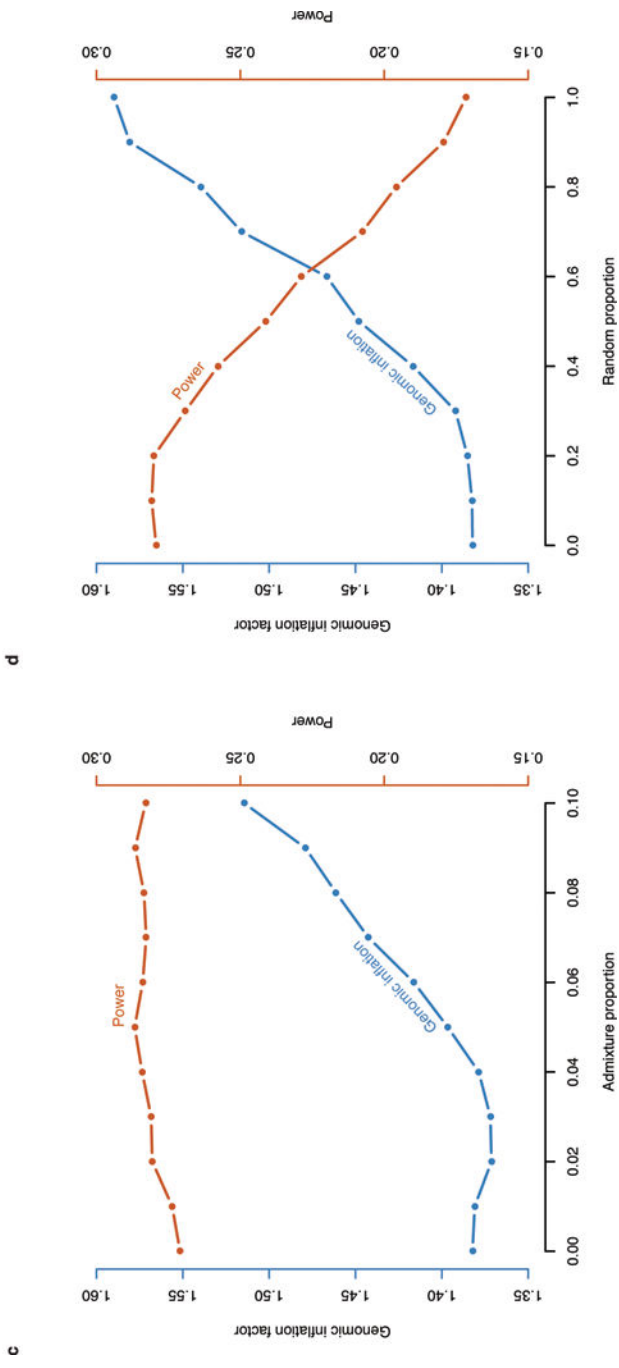 c
Genomic inflation factor
1.60
1.55
1.50
1.45
1.40
1.35
Power
Genomic inflation
0.30
0.25
0.20
0.15
Power
0.00
0.02
0.04
0.06
0.08
0.10
Admixture proportion
d
Genomic inflation factor
1.60
1.55
1.50
1.45
1.40
1.35
Power
Genomic inflation
0.30
0.25
0.20
0.15
Power
0.0
0.2
0.4
0.6
0.8
1.0
Random proportion